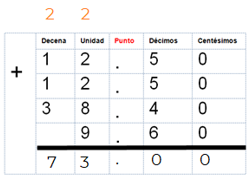 2 2
Decena Unidad Punto Décimos Centésimos
1 2 . 5 0
+ 1 2 . 5 0
3 8 . 4 0
9 . 6 0
7 3 . 0 0